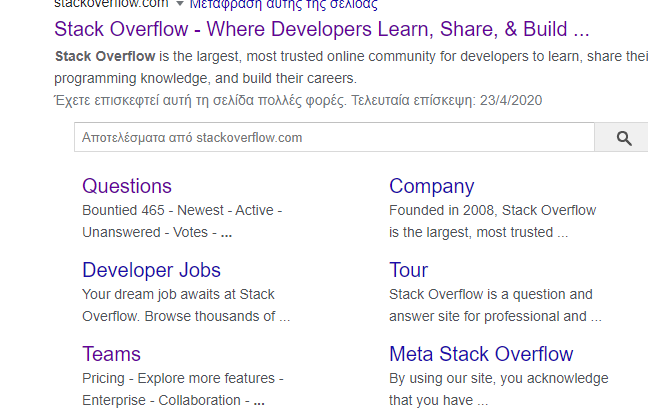 stackoverflow.com Μετάφραση αυτής της σελίδας
Stack Overflow - Where Developers Learn, Share, & Build ...
Stack Overflow is the largest, most trusted online community for developers to learn, share their
programming knowledge, and build their careers.
Έχετε επισκεφτεί αυτή τη σελίδα πολλές φορές. Τελευταία επίσκεψη: 23/4/2020
Αποτελέσματα από stackoverflow.com
Questions
Bountied 465 - Newest - Active -
Unanswered - Votes - ...
Company
Founded in 2008, Stack Overflow
is the largest, most trusted ...
Developer Jobs
Your dream job awaits at Stack
Overflow. Browse thousands of ...
Tour
Stack Overflow is a question and
answer site for professional and ...
Teams
Pricing - Explore more features -
Enterprise - Collaboration - ...
Meta Stack Overflow
By using our site, you acknowledge
that you have ...